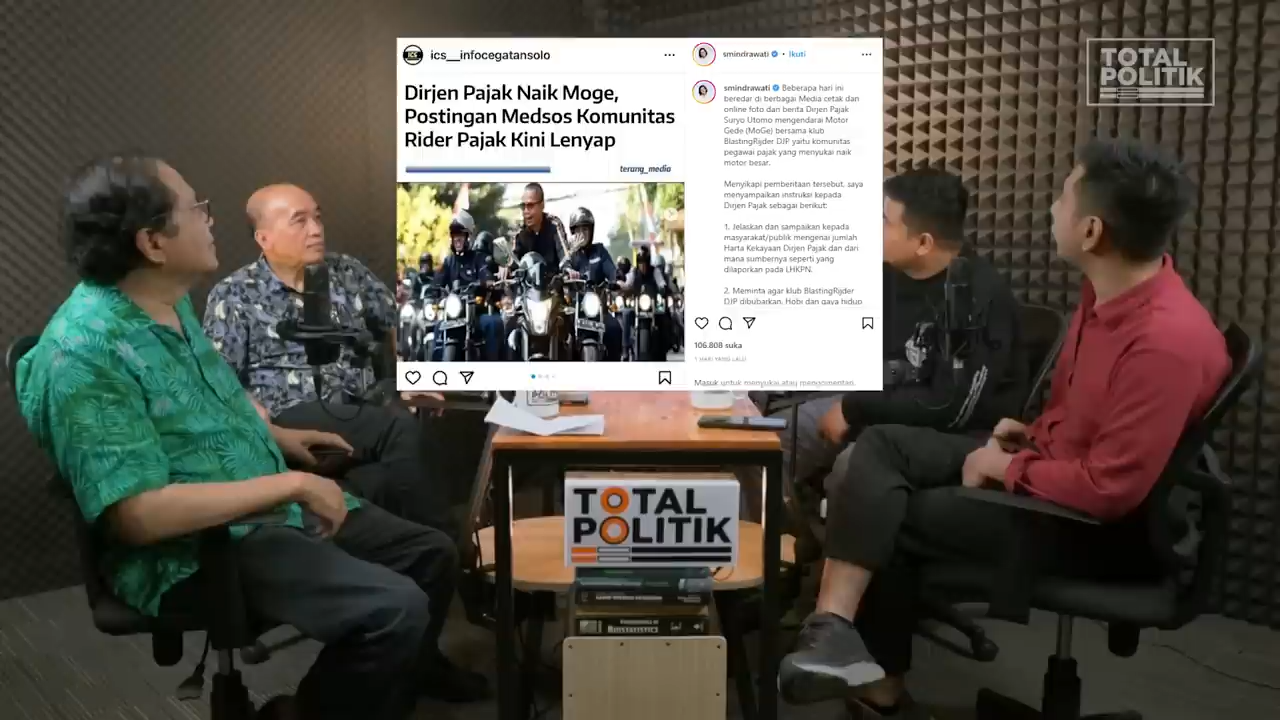 ics__infocegatansolo
Dirjen Pajak Naik Moge,
Postingan Medsos Komunitas
Rider Pajak Kini Lenyap
terang_media
smindrawati • Ikuti
smindrawati Beberapa hari ini
beredar di berbagai Media cetak dan
online foto dan berita Dirjen Pajak
Suryo Utomo mengendarai Motor
Gede (MoGe) bersama klub
BlastingRijder DJP yaitu komunitas
pegawai pajak yang menyukai naik
motor besar.
Menyikapi pemberitaan tersebut, saya
menyampaikan instruksi kepada
Dirjen Pajak sebagai berikut:
1. Jelaskan dan sampaikan kepada
masyarakat/publik mengenai jumlah
Harta Kekayaan Dirjen Pajak dan dari
mana sumbernya seperti yang
dilaporkan pada LHKPN.
2. Meminta agar klub BlastingRijder
DJP dibubarkan. Hobi dan gaya hidup
106.808 suka
1 HARI YANG LALU
Masuk untuk menyukai atau mengomentari.
TOTAL
POLITIK
TOTAL
POLITIK